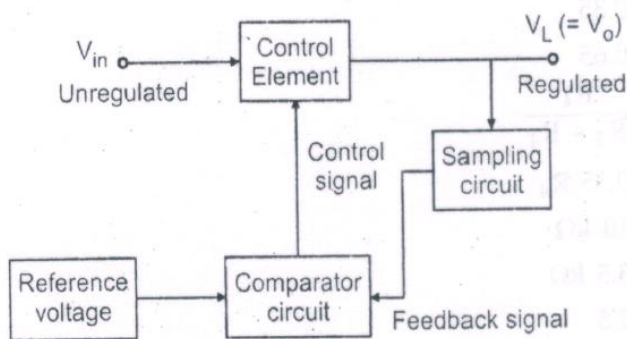 V_in
Unregulated
Control
Element
V_L (= V_o)
Regulated
Control
signal
Sampling
circuit
Reference
voltage
Comparator
circuit
Feedback signal